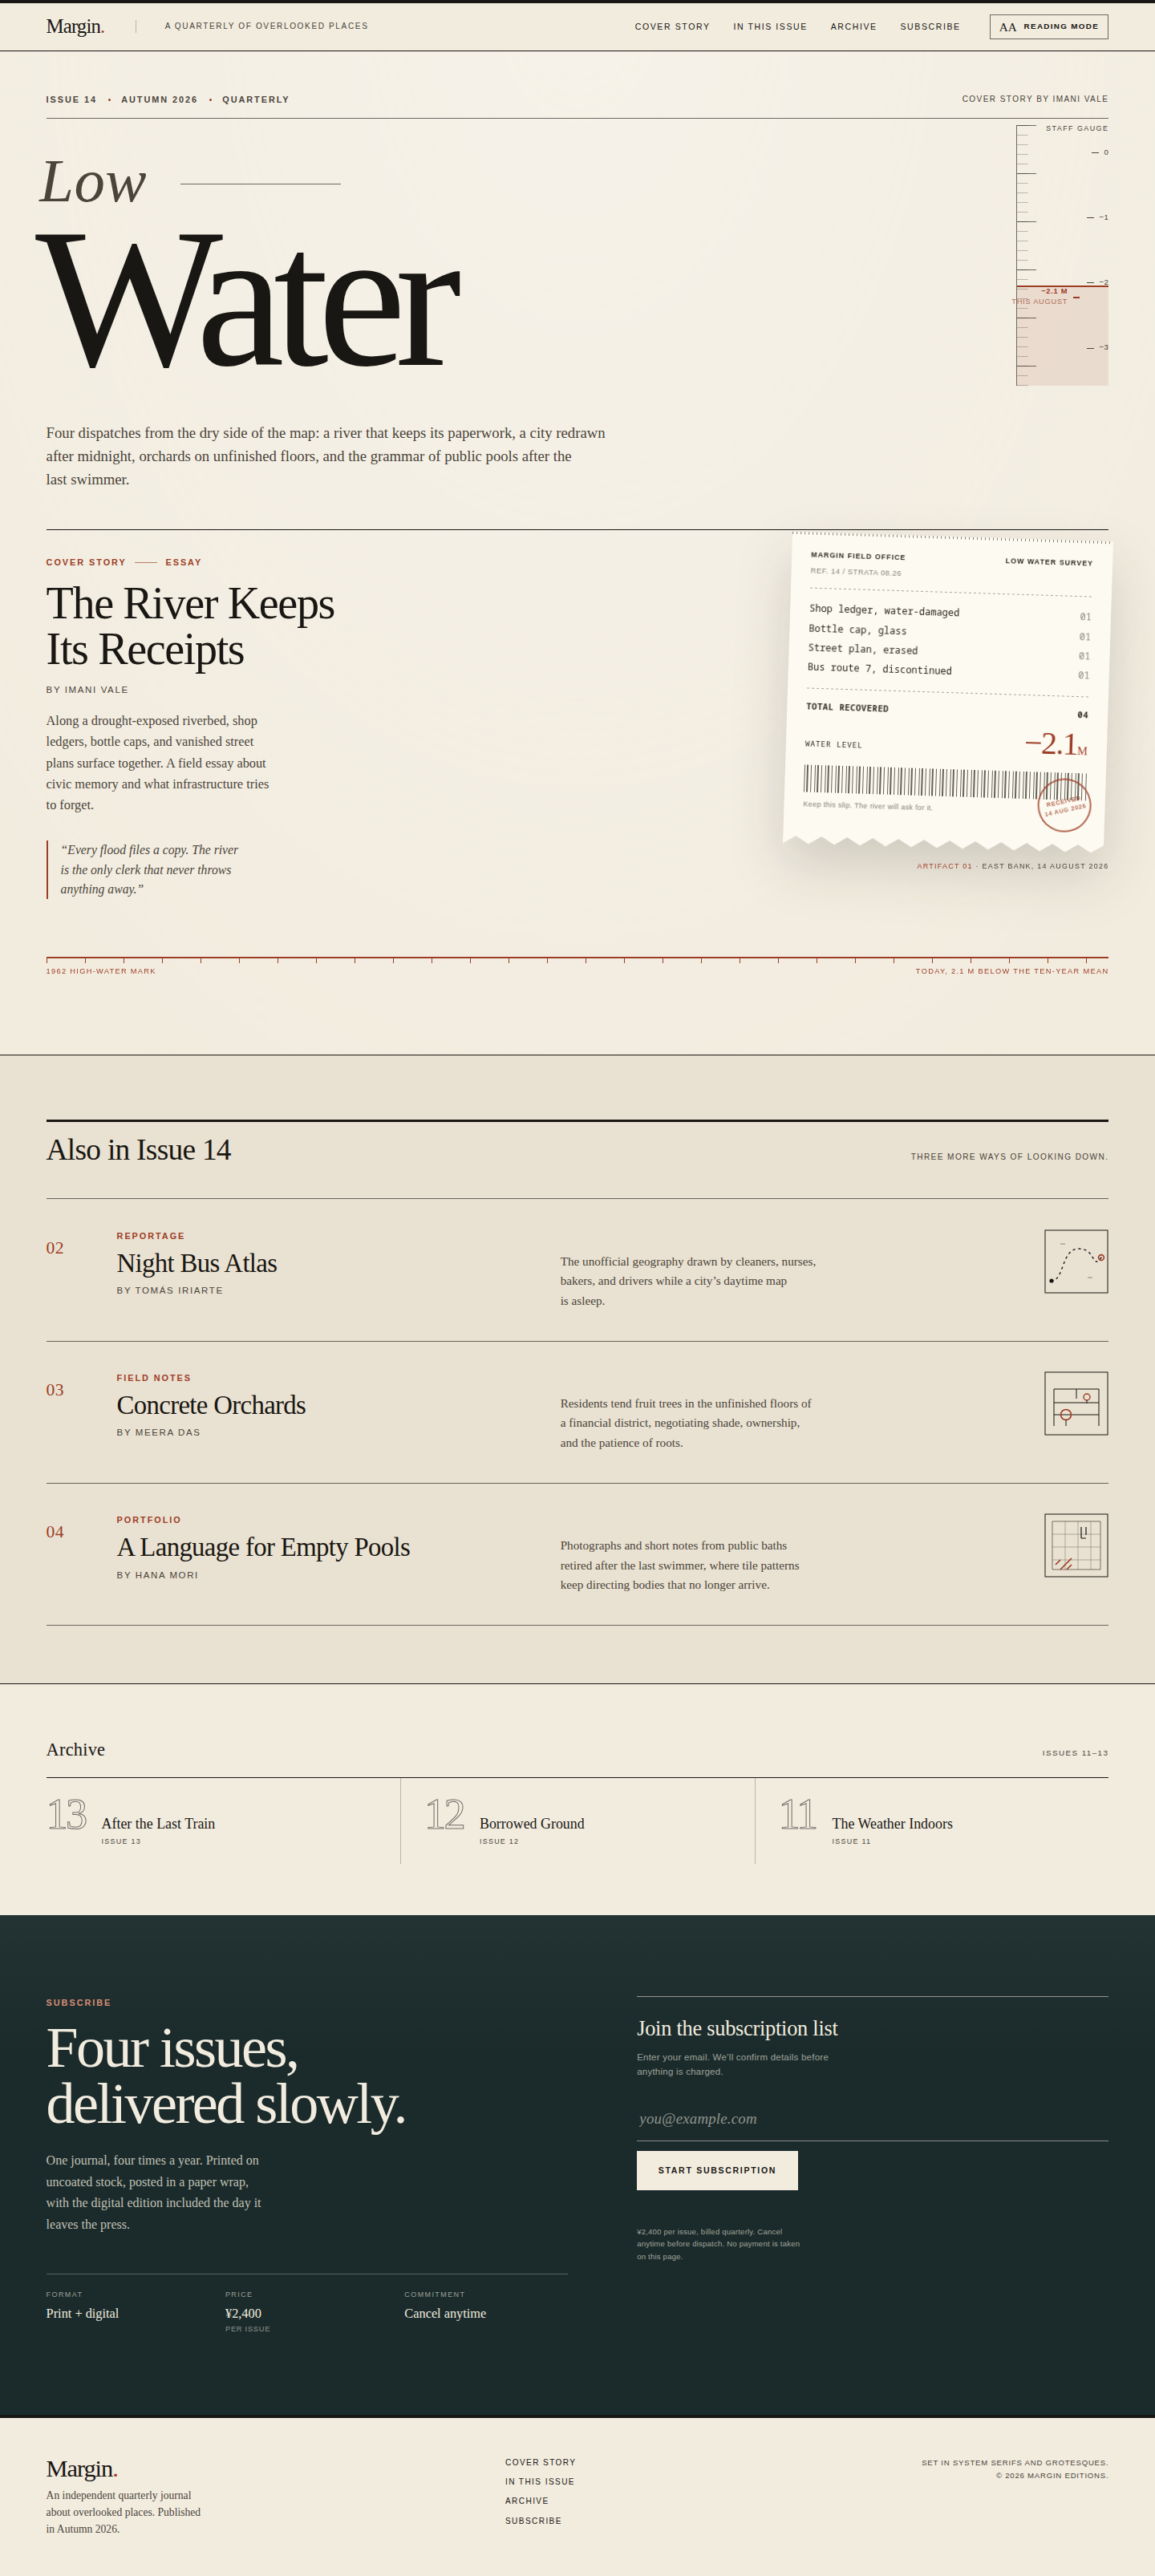 Margin.
A QUARTERLY OF OVERLOOKED PLACES
COVER STORY
IN THIS ISSUE
ARCHIVE
SUBSCRIBE
AA READING MODE
ISSUE 14 • AUTUMN 2026 • QUARTERLY
COVER STORY BY IMANI VALE
STAFF GAUGE
0
−1
−2
−2.1 M
THIS AUGUST
−3
Low
Water
Four dispatches from the dry side of the map: a river that keeps its paperwork, a city redrawn
after midnight, orchards on unfinished floors, and the grammar of public pools after the
last swimmer.
COVER STORY — ESSAY
The River Keeps
Its Receipts
BY IMANI VALE
Along a drought-exposed riverbed, shop
ledgers, bottle caps, and vanished street
plans surface together. A field essay about
civic memory and what infrastructure tries
to forget.
“Every flood files a copy. The river
is the only clerk that never throws
anything away.”
MARGIN FIELD OFFICE
LOW WATER SURVEY
REF. 14 / STRATA 08.26
Shop ledger, water-damaged 01
Bottle cap, glass 01
Street plan, erased 01
Bus route 7, discontinued 01
TOTAL RECOVERED 04
WATER LEVEL −2.1M
Keep this slip. The river will ask for it.
RECEIVED
14 AUG 2026
ARTIFACT 01 · EAST BANK, 14 AUGUST 2026
1962 HIGH-WATER MARK
TODAY, 2.1 M BELOW THE TEN-YEAR MEAN
Also in Issue 14
THREE MORE WAYS OF LOOKING DOWN.
02
REPORTAGE
Night Bus Atlas
BY TOMÁS IRIARTE
The unofficial geography drawn by cleaners, nurses,
bakers, and drivers while a city’s daytime map
is asleep.
03
FIELD NOTES
Concrete Orchards
BY MEERA DAS
Residents tend fruit trees in the unfinished floors of
a financial district, negotiating shade, ownership,
and the patience of roots.
04
PORTFOLIO
A Language for Empty Pools
BY HANA MORI
Photographs and short notes from public baths
retired after the last swimmer, where tile patterns
keep directing bodies that no longer arrive.
Archive
ISSUES 11–13
13
After the Last Train
ISSUE 13
12
Borrowed Ground
ISSUE 12
11
The Weather Indoors
ISSUE 11
SUBSCRIBE
Four issues,
delivered slowly.
One journal, four times a year. Printed on
uncoated stock, posted in a paper wrap,
with the digital edition included the day it
leaves the press.
FORMAT
Print + digital
PRICE
¥2,400
PER ISSUE
COMMITMENT
Cancel anytime
Join the subscription list
Enter your email. We’ll confirm details before
anything is charged.
you@example.com
START SUBSCRIPTION
¥2,400 per issue, billed quarterly. Cancel
anytime before dispatch. No payment is taken
on this page.
Margin.
An independent quarterly journal
about overlooked places. Published
in Autumn 2026.
COVER STORY
IN THIS ISSUE
ARCHIVE
SUBSCRIBE
SET IN SYSTEM SERIFS AND GROTESQUES.
© 2026 MARGIN EDITIONS.